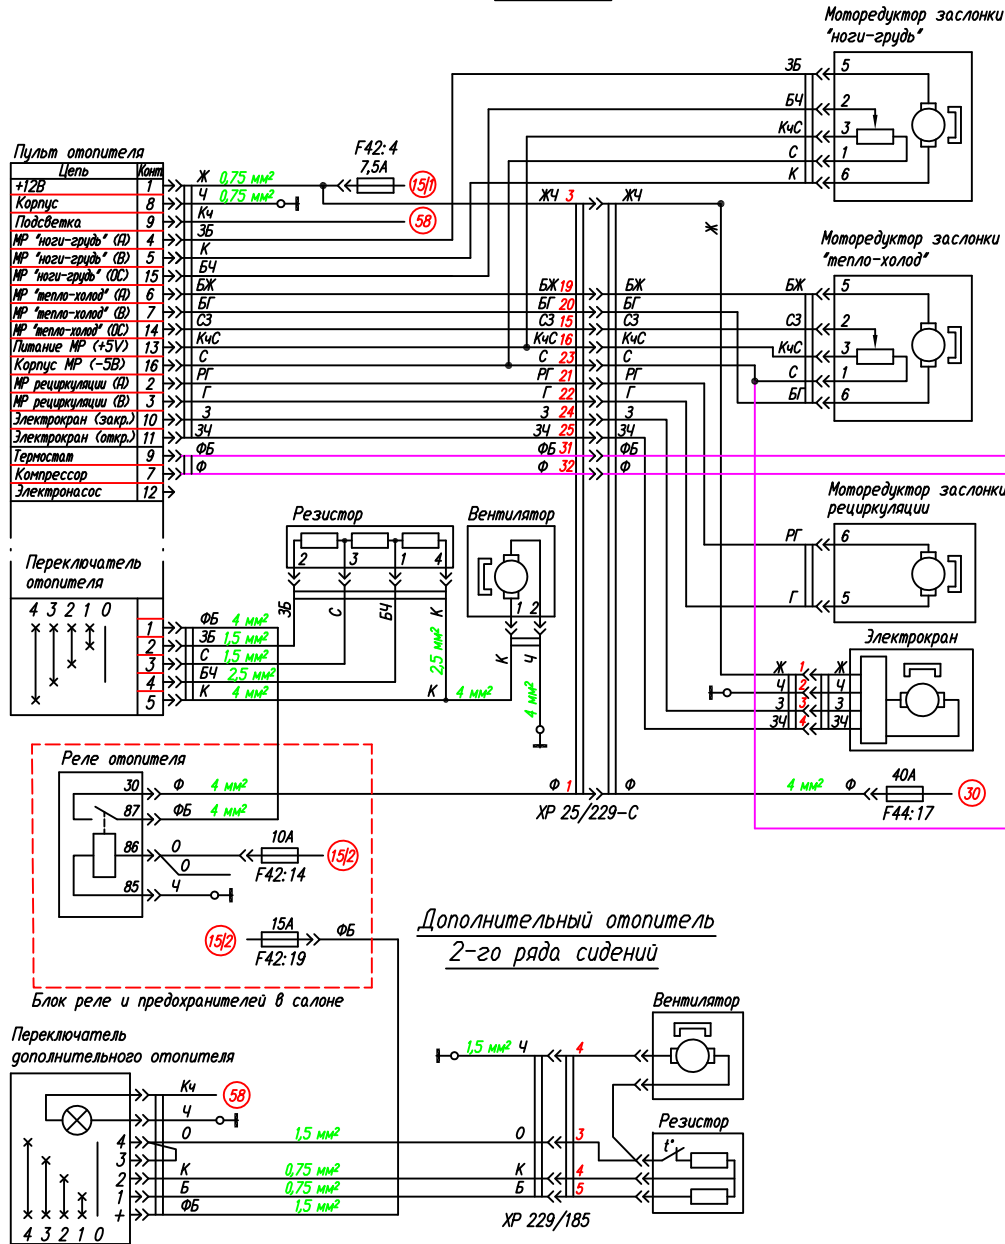 Моторедуктор заслонки
"ноги-грудь"
ЗБ 5
БЧ 2
КчС 3
С 1
К 6
Пульт отопителя
Цепь Конт
+12В 1
Корпус 8
Подсветка 9
МР "ноги-грудь" (А) 4
МР "ноги-грудь" (В) 5
МР "ноги-грудь" (ОС) 15
МР "тепло-холод" (А) 6
МР "тепло-холод" (В) 7
МР "тепло-холод" (ОС) 14
Питание МР (+5V) 13
Корпус МР (-5В) 16
МР рециркуляции (А) 2
МР рециркуляции (В) 3
Электрокран (закр.) 10
Электрокран (откр.) 11
Термостат 9
Компрессор 7
Электронасос 12
F42:4
7,5А
15/1
58
Ж 0,75 мм²
Ч 0,75 мм²
Кч
ЗБ
К
БЧ
БЖ
БГ
СЗ
КчС
С
РГ
Г
З
ЗЧ
ФБ
Ф
ЖЧ 3 ЖЧ
Ж
БЖ 19 БЖ
БГ 20 БГ
СЗ 15 СЗ
КчС 16 КчС
С 23 С
РГ 21 РГ
Г 22 Г
З 24 З
ЗЧ 25 ЗЧ
ФБ 31 ФБ
Ф 32 Ф
Моторедуктор заслонки
"тепло-холод"
БЖ 5
СЗ 2
КчС 3
С 1
БГ 6
Моторедуктор заслонки
рециркуляции
РГ 6
Г 5
Электрокран
Ж 1 Ж
Ч 2 Ч
З 3 З
ЗЧ 4 ЗЧ
Резистор
2 3 1 4
ЗБ С БЧ К
2,5 мм²
Вентилятор
1 2
К Ч
4 мм²
Переключатель
отопителя
4 3 2 1 0
1 ФБ 4 мм²
2 ЗБ 1,5 мм²
3 С 1,5 мм²
4 БЧ 2,5 мм²
5 К 4 мм²
К 4 мм²
Реле отопителя
30 Ф 4 мм²
87 ФБ 4 мм²
86 О
О
85 Ч
10А
F42:14
15/2
15/2
15А
F42:19
ФБ
Блок реле и предохранителей в салоне
Ф 1 Ф
ХР 25/229-С
4 мм² Ф
40А
F44:17
30
Дополнительный отопитель
2-го ряда сидений
Переключатель
дополнительного отопителя
Кч
58
Ч
4 О 1,5 мм²
3
2 К 0,75 мм²
1 Б 0,75 мм²
+ ФБ 1,5 мм²
4 3 2 1 0
1,5 мм² Ч 4
О 3
К 4
Б 5
ХР 229/185
Вентилятор
Резистор
t°